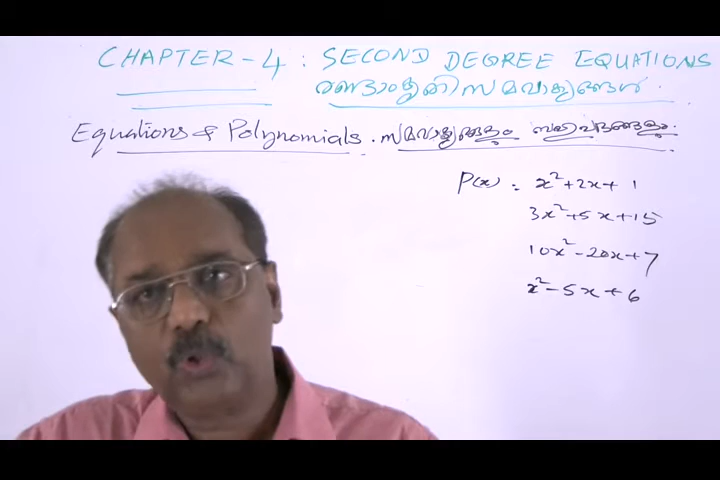 CHAPTER - 4 : SECOND DEGREE EQUATIONS
രണ്ടാംകൃതി സമവാക്യങ്ങൾ.
Equations & Polynomials. സമവാക്യങ്ങളും ബഹുപദങ്ങളും.
P(x) = x² + 2x + 1
3x² + 5x + 15
10x² - 20x + 7
x² - 5x + 6